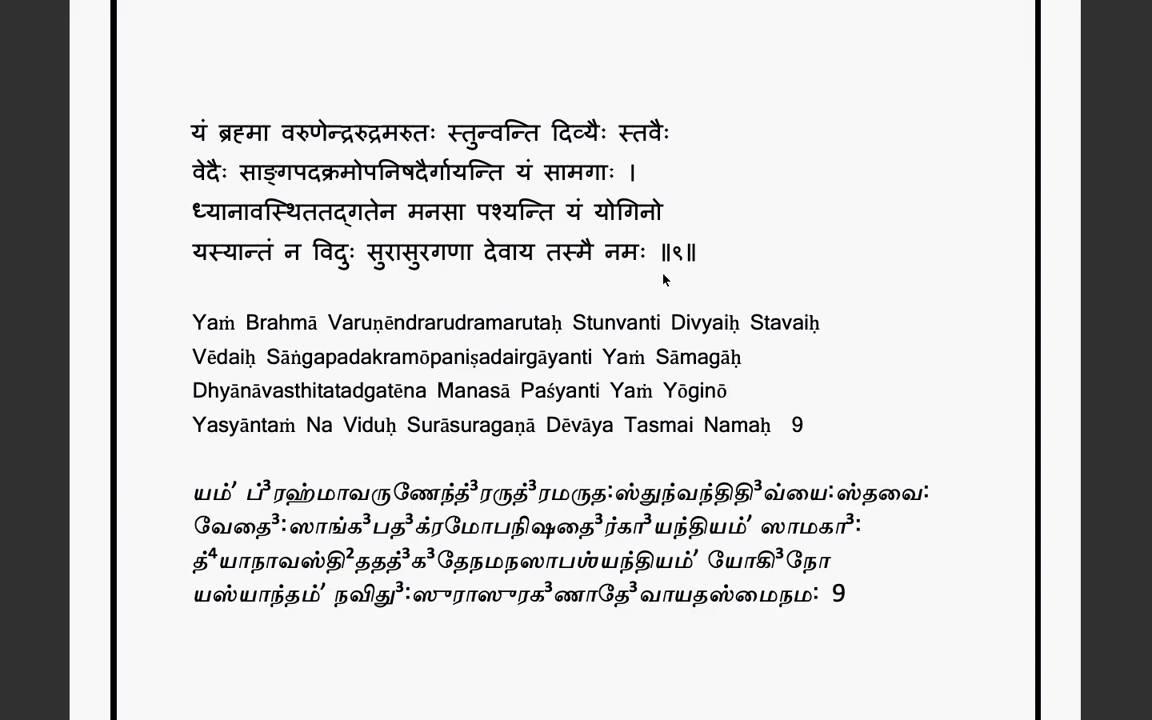 यं ब्रह्मा वरुणेन्द्ररुद्रमरुतः स्तुन्वन्ति दिव्यैः स्तवैः
वेदैः साङ्गपदक्रमोपनिषदैर्गायन्ति यं सामगाः ।
ध्यानावस्थिततद्गतेन मनसा पश्यन्ति यं योगिनो
यस्यान्तं न विदुः सुरासुरगणा देवाय तस्मै नमः ॥९॥
Yaṁ Brahmā Varuṇēndrarudramarutaḥ Stunvanti Divyaiḥ Stavaiḥ
Vēdaiḥ Sāṅgapadakramōpaniṣadairgāyanti Yaṁ Sāmagāḥ
Dhyānāvasthitatadgatēna Manasā Paśyanti Yaṁ Yōginō
Yasyāntaṁ Na Viduḥ Surāsuragaṇā Dēvāya Tasmai Namaḥ 9
யம்’ ப்³ரஹ்மாவருணேந்த்³ரருத்³ரமருத:ஸ்துந்வந்திதி³வ்யை:ஸ்தவை:
வேதை³:ஸாங்க³பத³க்ரமோபநிஷதை³ர்கா³யந்தியம்’ ஸாமகா³:
த்⁴யாநாவஸ்தி²ததத்³க³தேநமநஸாபஶ்யந்தியம்’ யோகி³நோ
யஸ்யாந்தம்’ நவிது³:ஸுராஸுரக³ணாதே³வாயதஸ்மைநம: 9